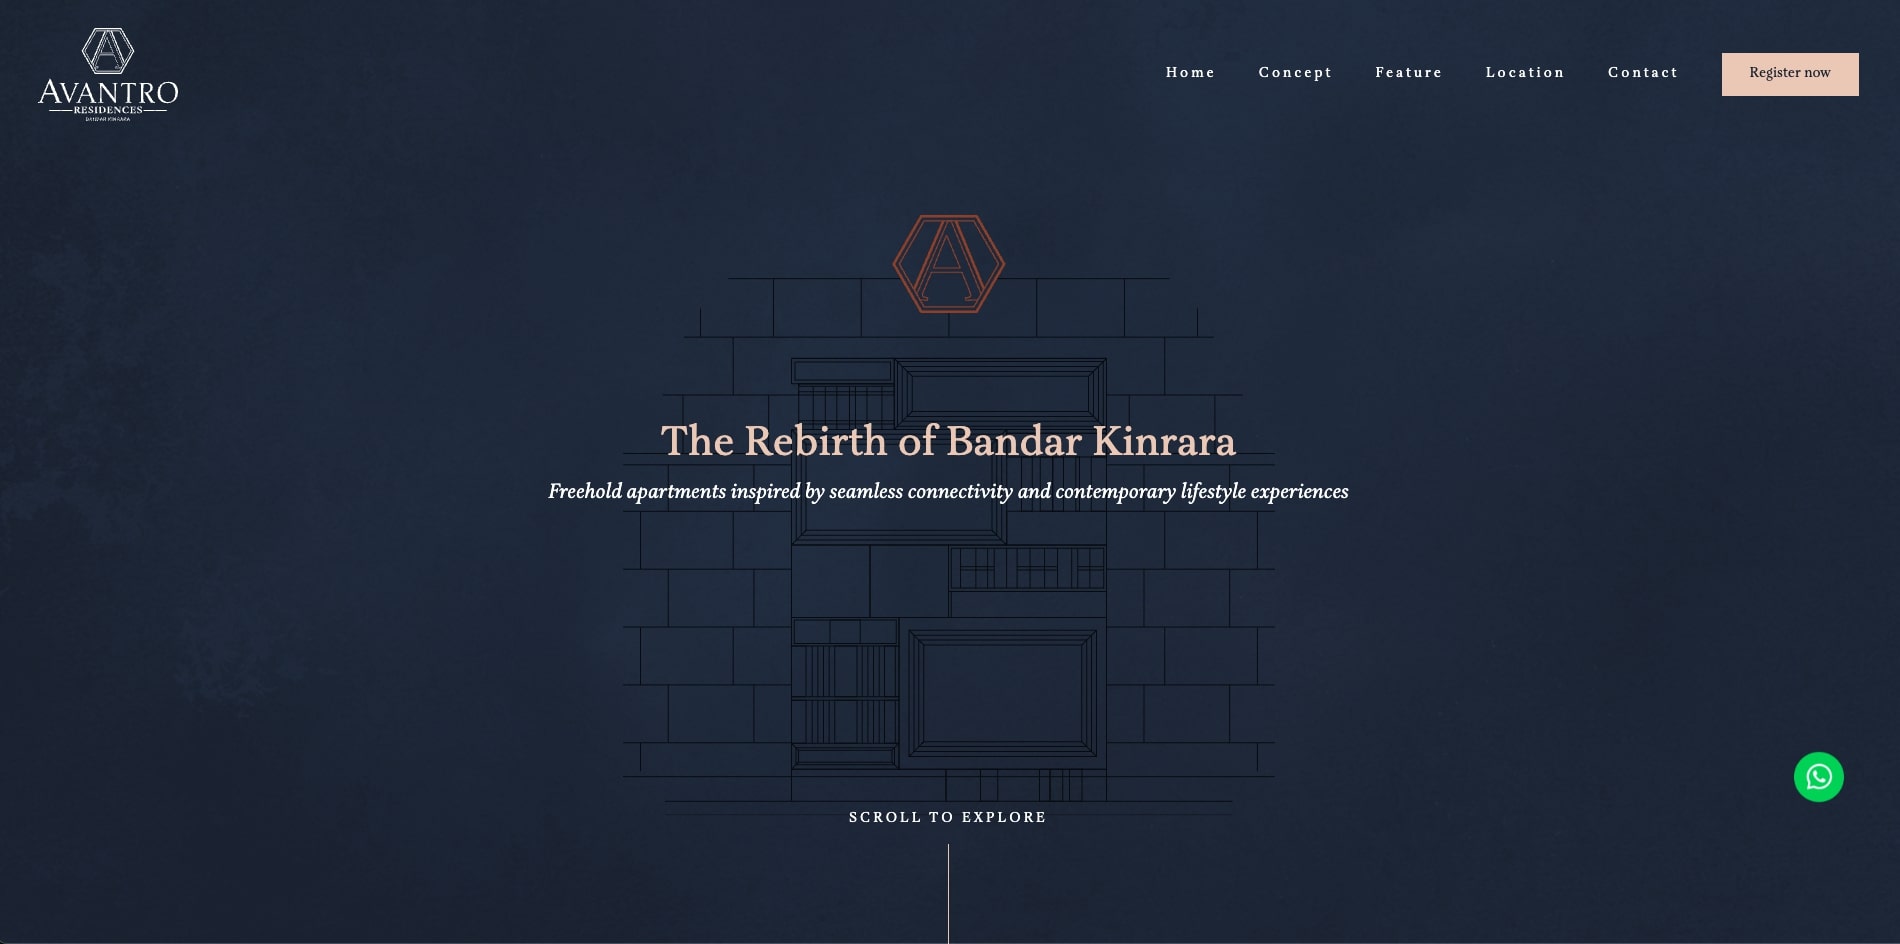 AVANTRO
RESIDENCES
BANDAR KINRARA
Home Concept Feature Location Contact Register now
A
The Rebirth of Bandar Kinrara
Freehold apartments inspired by seamless connectivity and contemporary lifestyle experiences
SCROLL TO EXPLORE